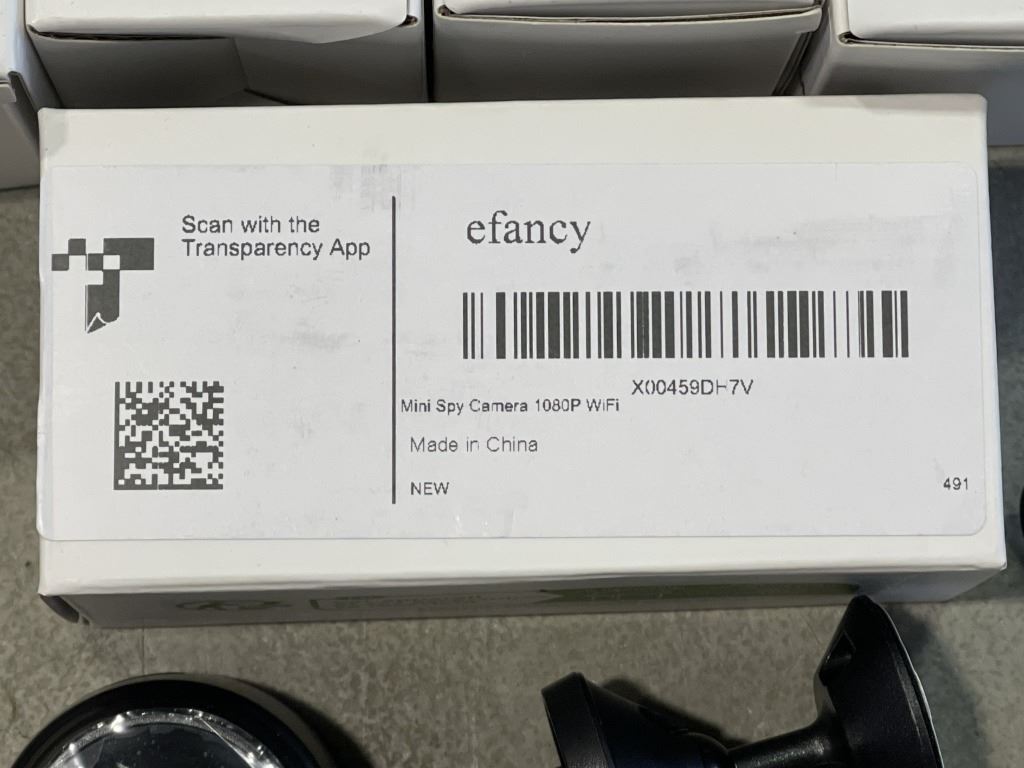 Scan with the
Transparency App
efancy
X00459DH7V
Mini Spy Camera 1080P WiFi
Made in China
NEW
491